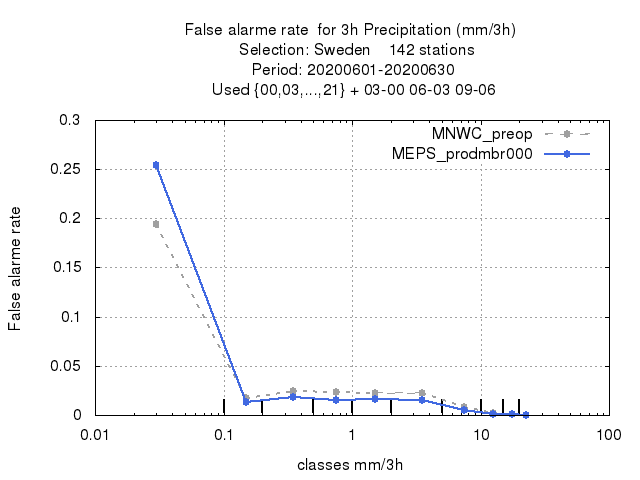 False alarme rate  for 3h Precipitation (mm/3h)
Selection: Sweden    142 stations
Period: 20200601-20200630
Used {00,03,...,21} + 03-00 06-03 09-06
MNWC_preop
MEPS_prodmbr000
0.3
0.25
0.2
0.15
0.1
0.05
0
False alarme rate
0.01
0.1
1
10
100
classes mm/3h